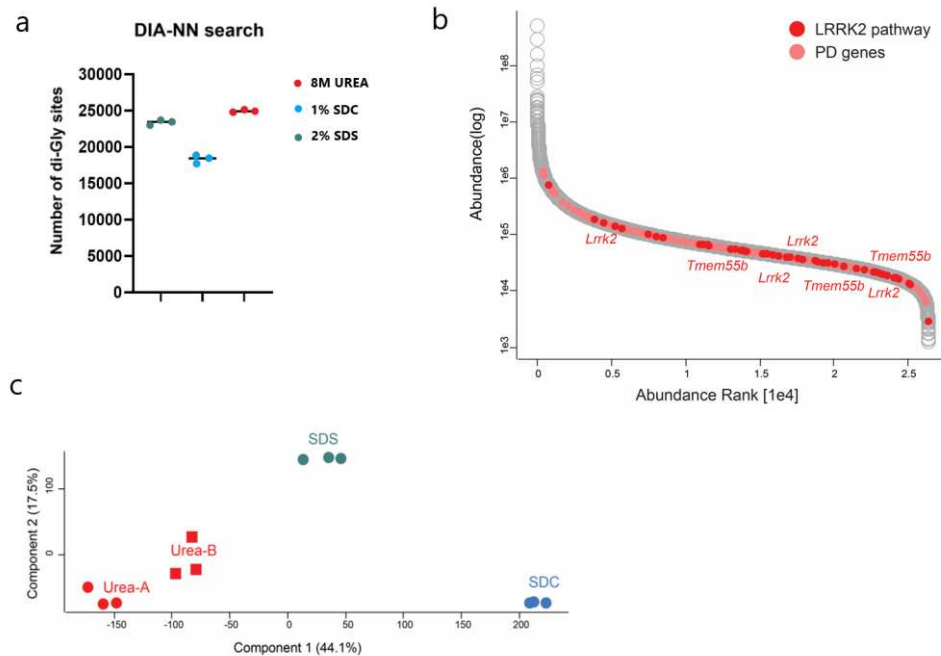 a
DIA-NN search
Number of di-Gly sites
30000
25000
20000
15000
10000
5000
0
8M UREA
1% SDC
2% SDS
b
LRRK2 pathway
PD genes
Abundance(log)
1e8
1e7
1e6
1e5
1e4
1e3
Lrrk2
Tmem55b
Lrrk2
Lrrk2
Tmem55b
Tmem55b
Lrrk2
0 0.5 1 1.5 2 2.5
Abundance Rank [1e4]
c
Component 2 (17.5%)
100
0
SDS
Urea-B
Urea-A
SDC
-150 -100 -50 0 50 100 150 200
Component 1 (44.1%)